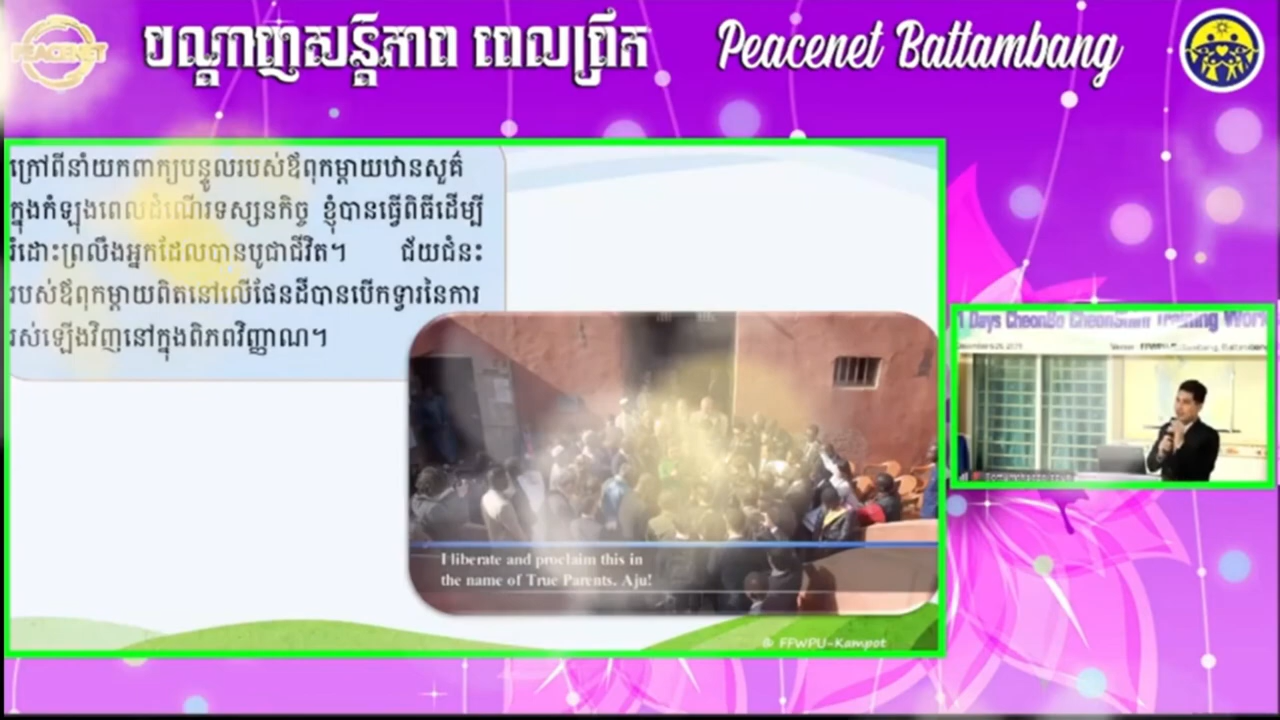 PEACENET
បណ្ដាញសន្តិភាព ពេលព្រឹក
Peacenet Battambang
ក្រៅពីនាំយកពាក្យបន្ទូលរបស់ឪពុកម្ដាយឋានសួគ៌
ក្នុងកំឡុងពេលដំណើរទស្សនកិច្ច ខ្ញុំបានធ្វើពិធីដើម្បី
រំដោះព្រលឹងអ្នកដែលបានបូជាជីវិត។ ជ័យជំនះ
របស់ឪពុកម្ដាយពិតនៅលើផែនដីបានបើកទ្វារនៃការ
រស់ឡើងវិញនៅក្នុងពិភពវិញ្ញាណ។
I liberate and proclaim this in
the name of True Parents. Aju!
@ FFWPU-Kampot
Days CheonBo CheonShim Training Wor